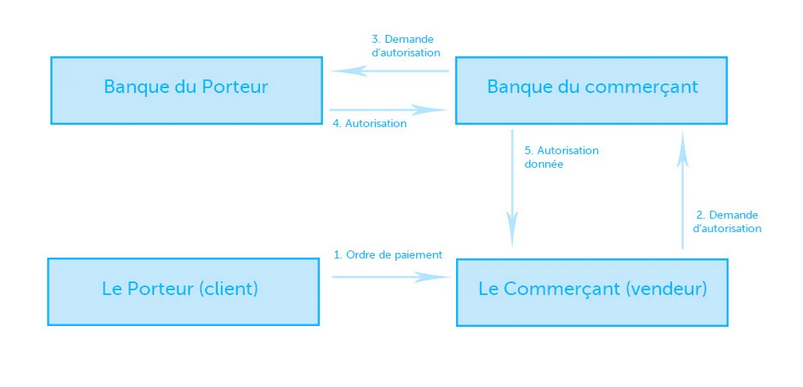 3. Demande
d'autorisation
Banque du Porteur
Banque du commerçant
4. Autorisation
5. Autorisation
donnée
2. Demande
d'autorisation
1. Ordre de paiement
Le Porteur (client)
Le Commerçant (vendeur)